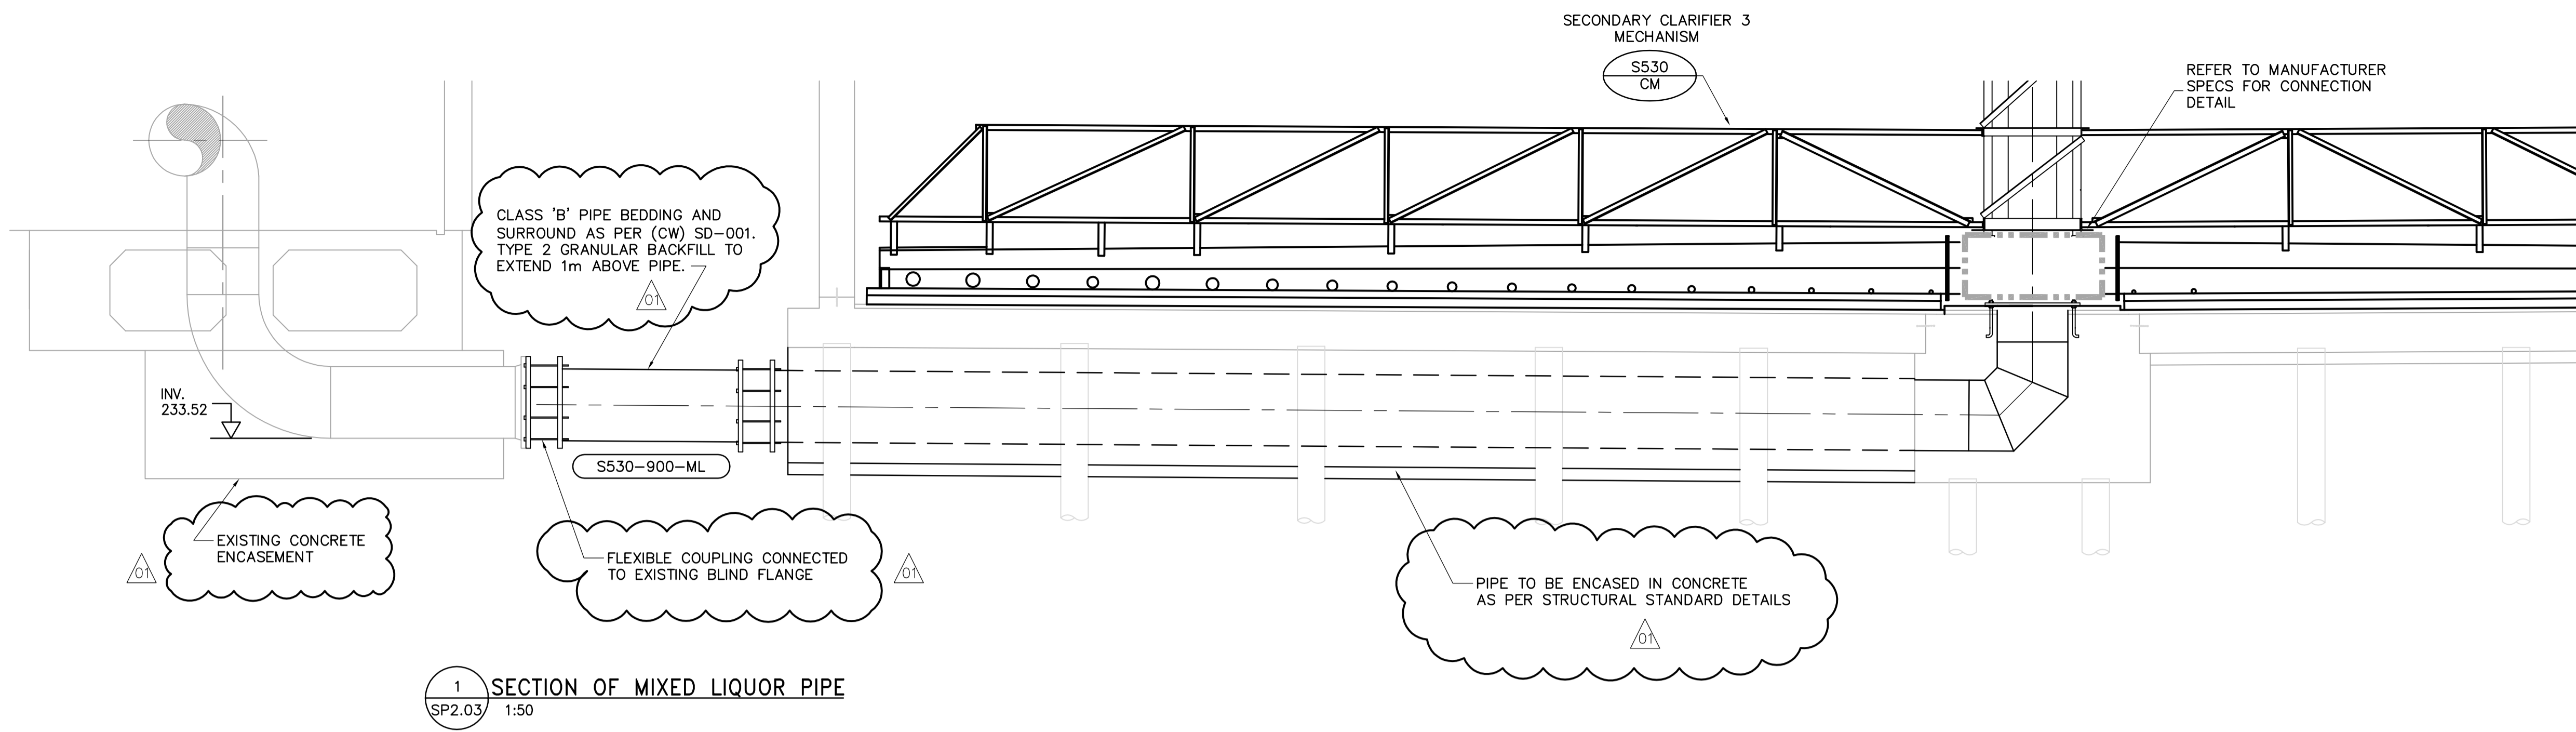 SECONDARY CLARIFIER 3
MECHANISM
S530
CM
REFER TO MANUFACTURER
SPECS FOR CONNECTION
DETAIL
CLASS 'B' PIPE BEDDING AND
SURROUND AS PER (CW) SD-001.
TYPE 2 GRANULAR BACKFILL TO
EXTEND 1m ABOVE PIPE.
01
INV.
233.52
S530-900-ML
EXISTING CONCRETE
ENCASEMENT
01
FLEXIBLE COUPLING CONNECTED
TO EXISTING BLIND FLANGE
01
PIPE TO BE ENCASED IN CONCRETE
AS PER STRUCTURAL STANDARD DETAILS
01
1
SP2.03
SECTION OF MIXED LIQUOR PIPE
1:50